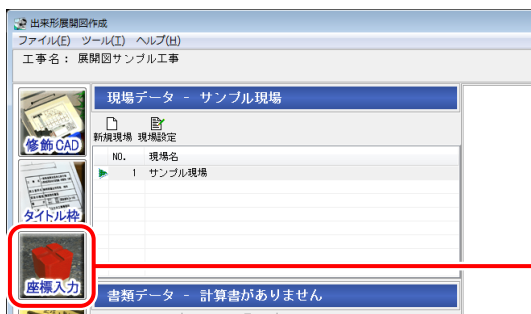 出来形展開図作成
ファイル(F) ツール(T) ヘルプ(H)
工事名： 展開図サンプル工事
現場データ － サンプル現場
新規現場 現場設定
NO. 現場名
1 サンプル現場
修飾CAD
タイトル枠
座標入力
書類データ － 計算書がありません